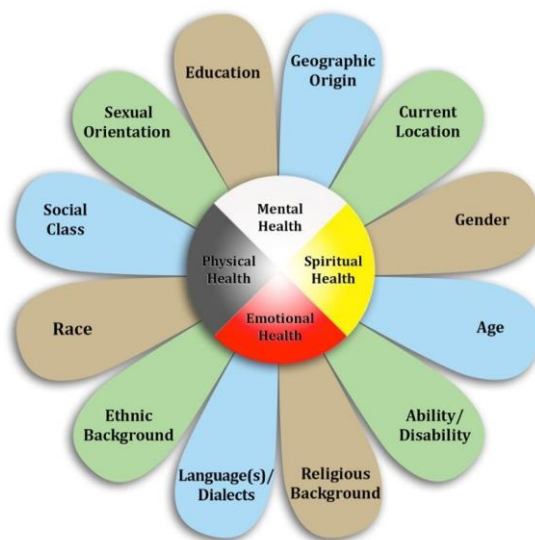 Education
Geographic
Origin
Sexual
Orientation
Current
Location
Social
Class
Mental
Health
Gender
Physical
Health
Spiritual
Health
Race
Emotional
Health
Age
Ethnic
Background
Ability/
Disability
Language(s)/
Dialects
Religious
Background